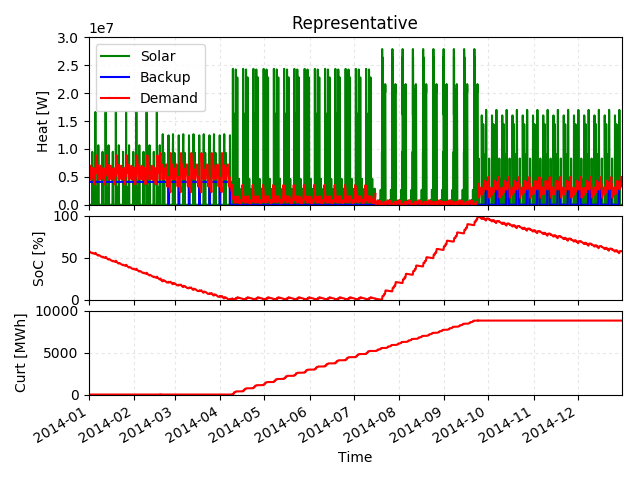 Representative
1e7
3.0
2.5
2.0
1.5
1.0
0.5
0.0
Heat [W]
Solar
Backup
Demand
100
50
0
SoC [%]
10000
5000
0
Curt [MWh]
2014-01
2014-02
2014-03
2014-04
2014-05
2014-06
2014-07
2014-08
2014-09
2014-10
2014-11
2014-12
Time